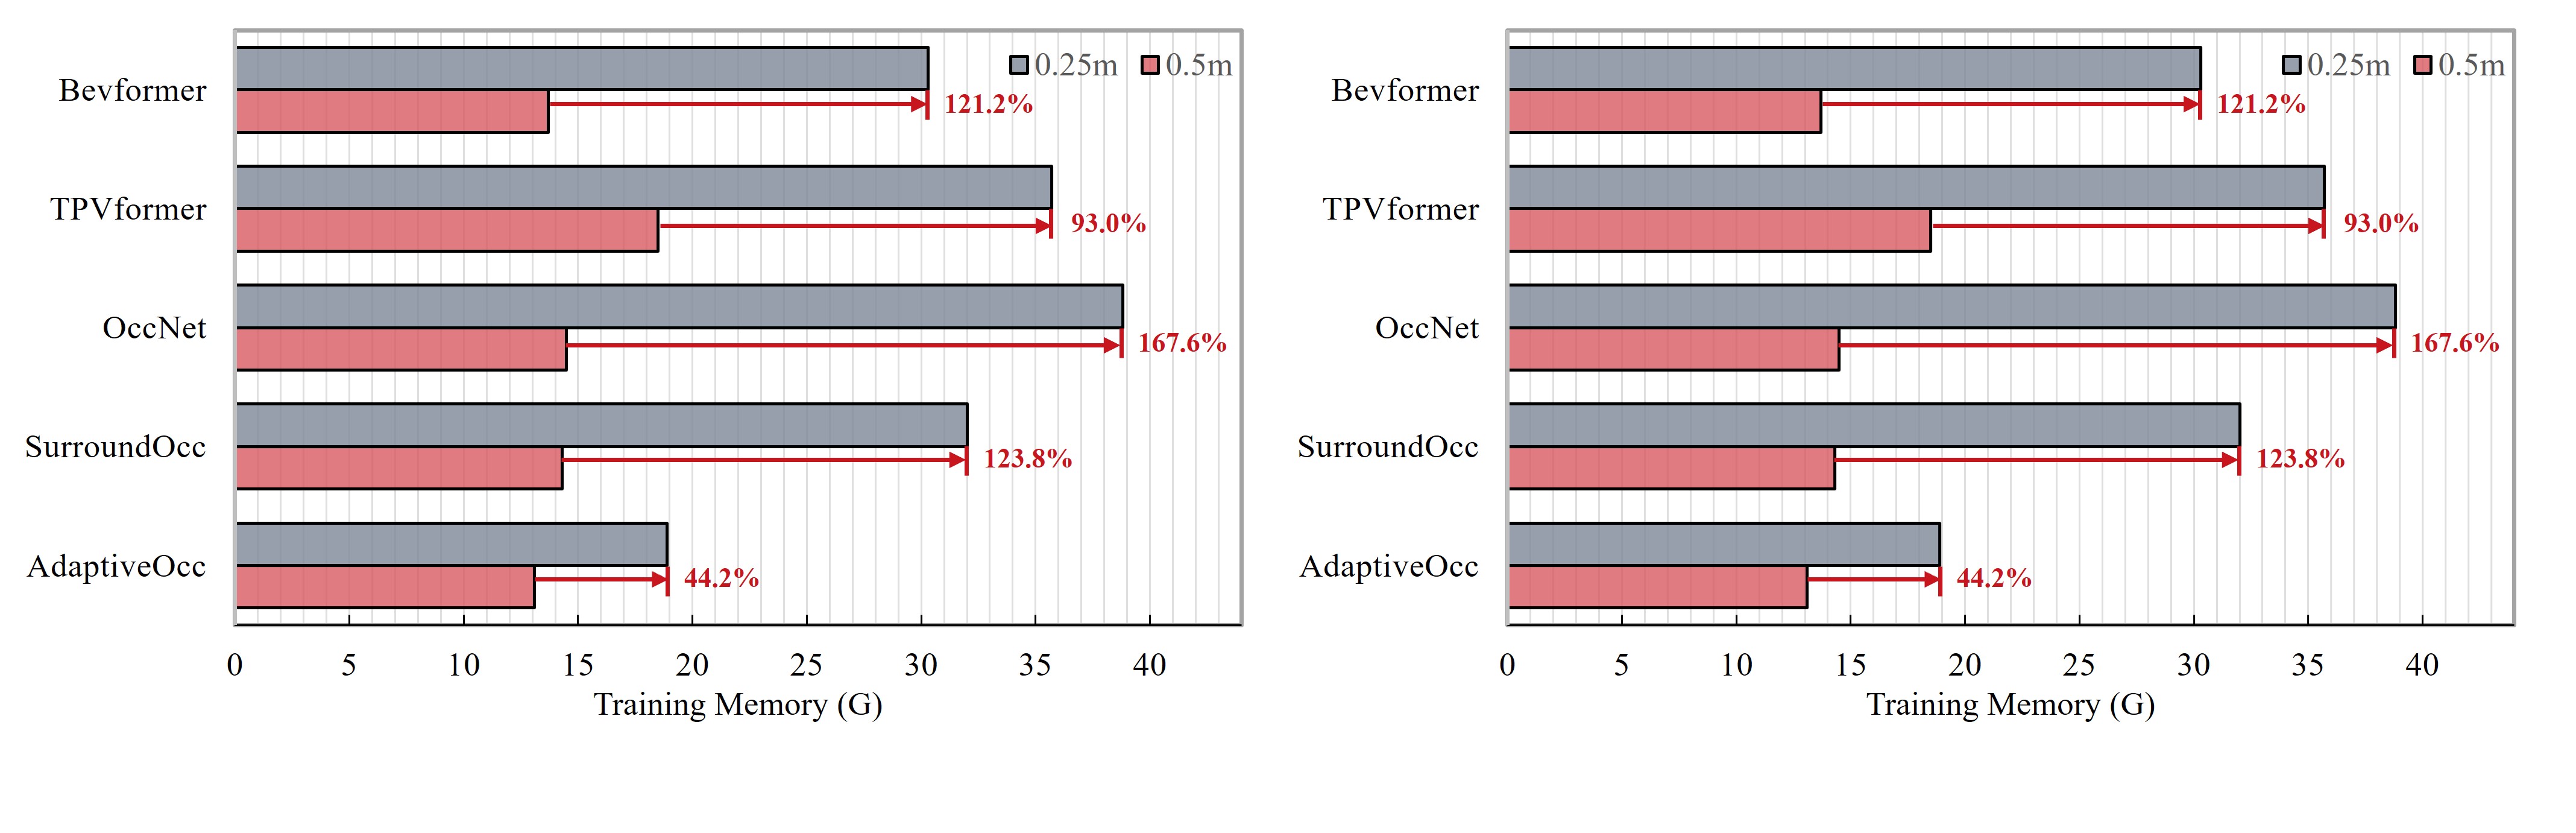 0.25m 0.5m
Bevformer
121.2%
TPVformer
93.0%
OccNet
167.6%
SurroundOcc
123.8%
AdaptiveOcc
44.2%
0 5 10 15 20 25 30 35 40
Training Memory (G)
0.25m 0.5m
Bevformer
121.2%
TPVformer
93.0%
OccNet
167.6%
SurroundOcc
123.8%
AdaptiveOcc
44.2%
0 5 10 15 20 25 30 35 40
Training Memory (G)